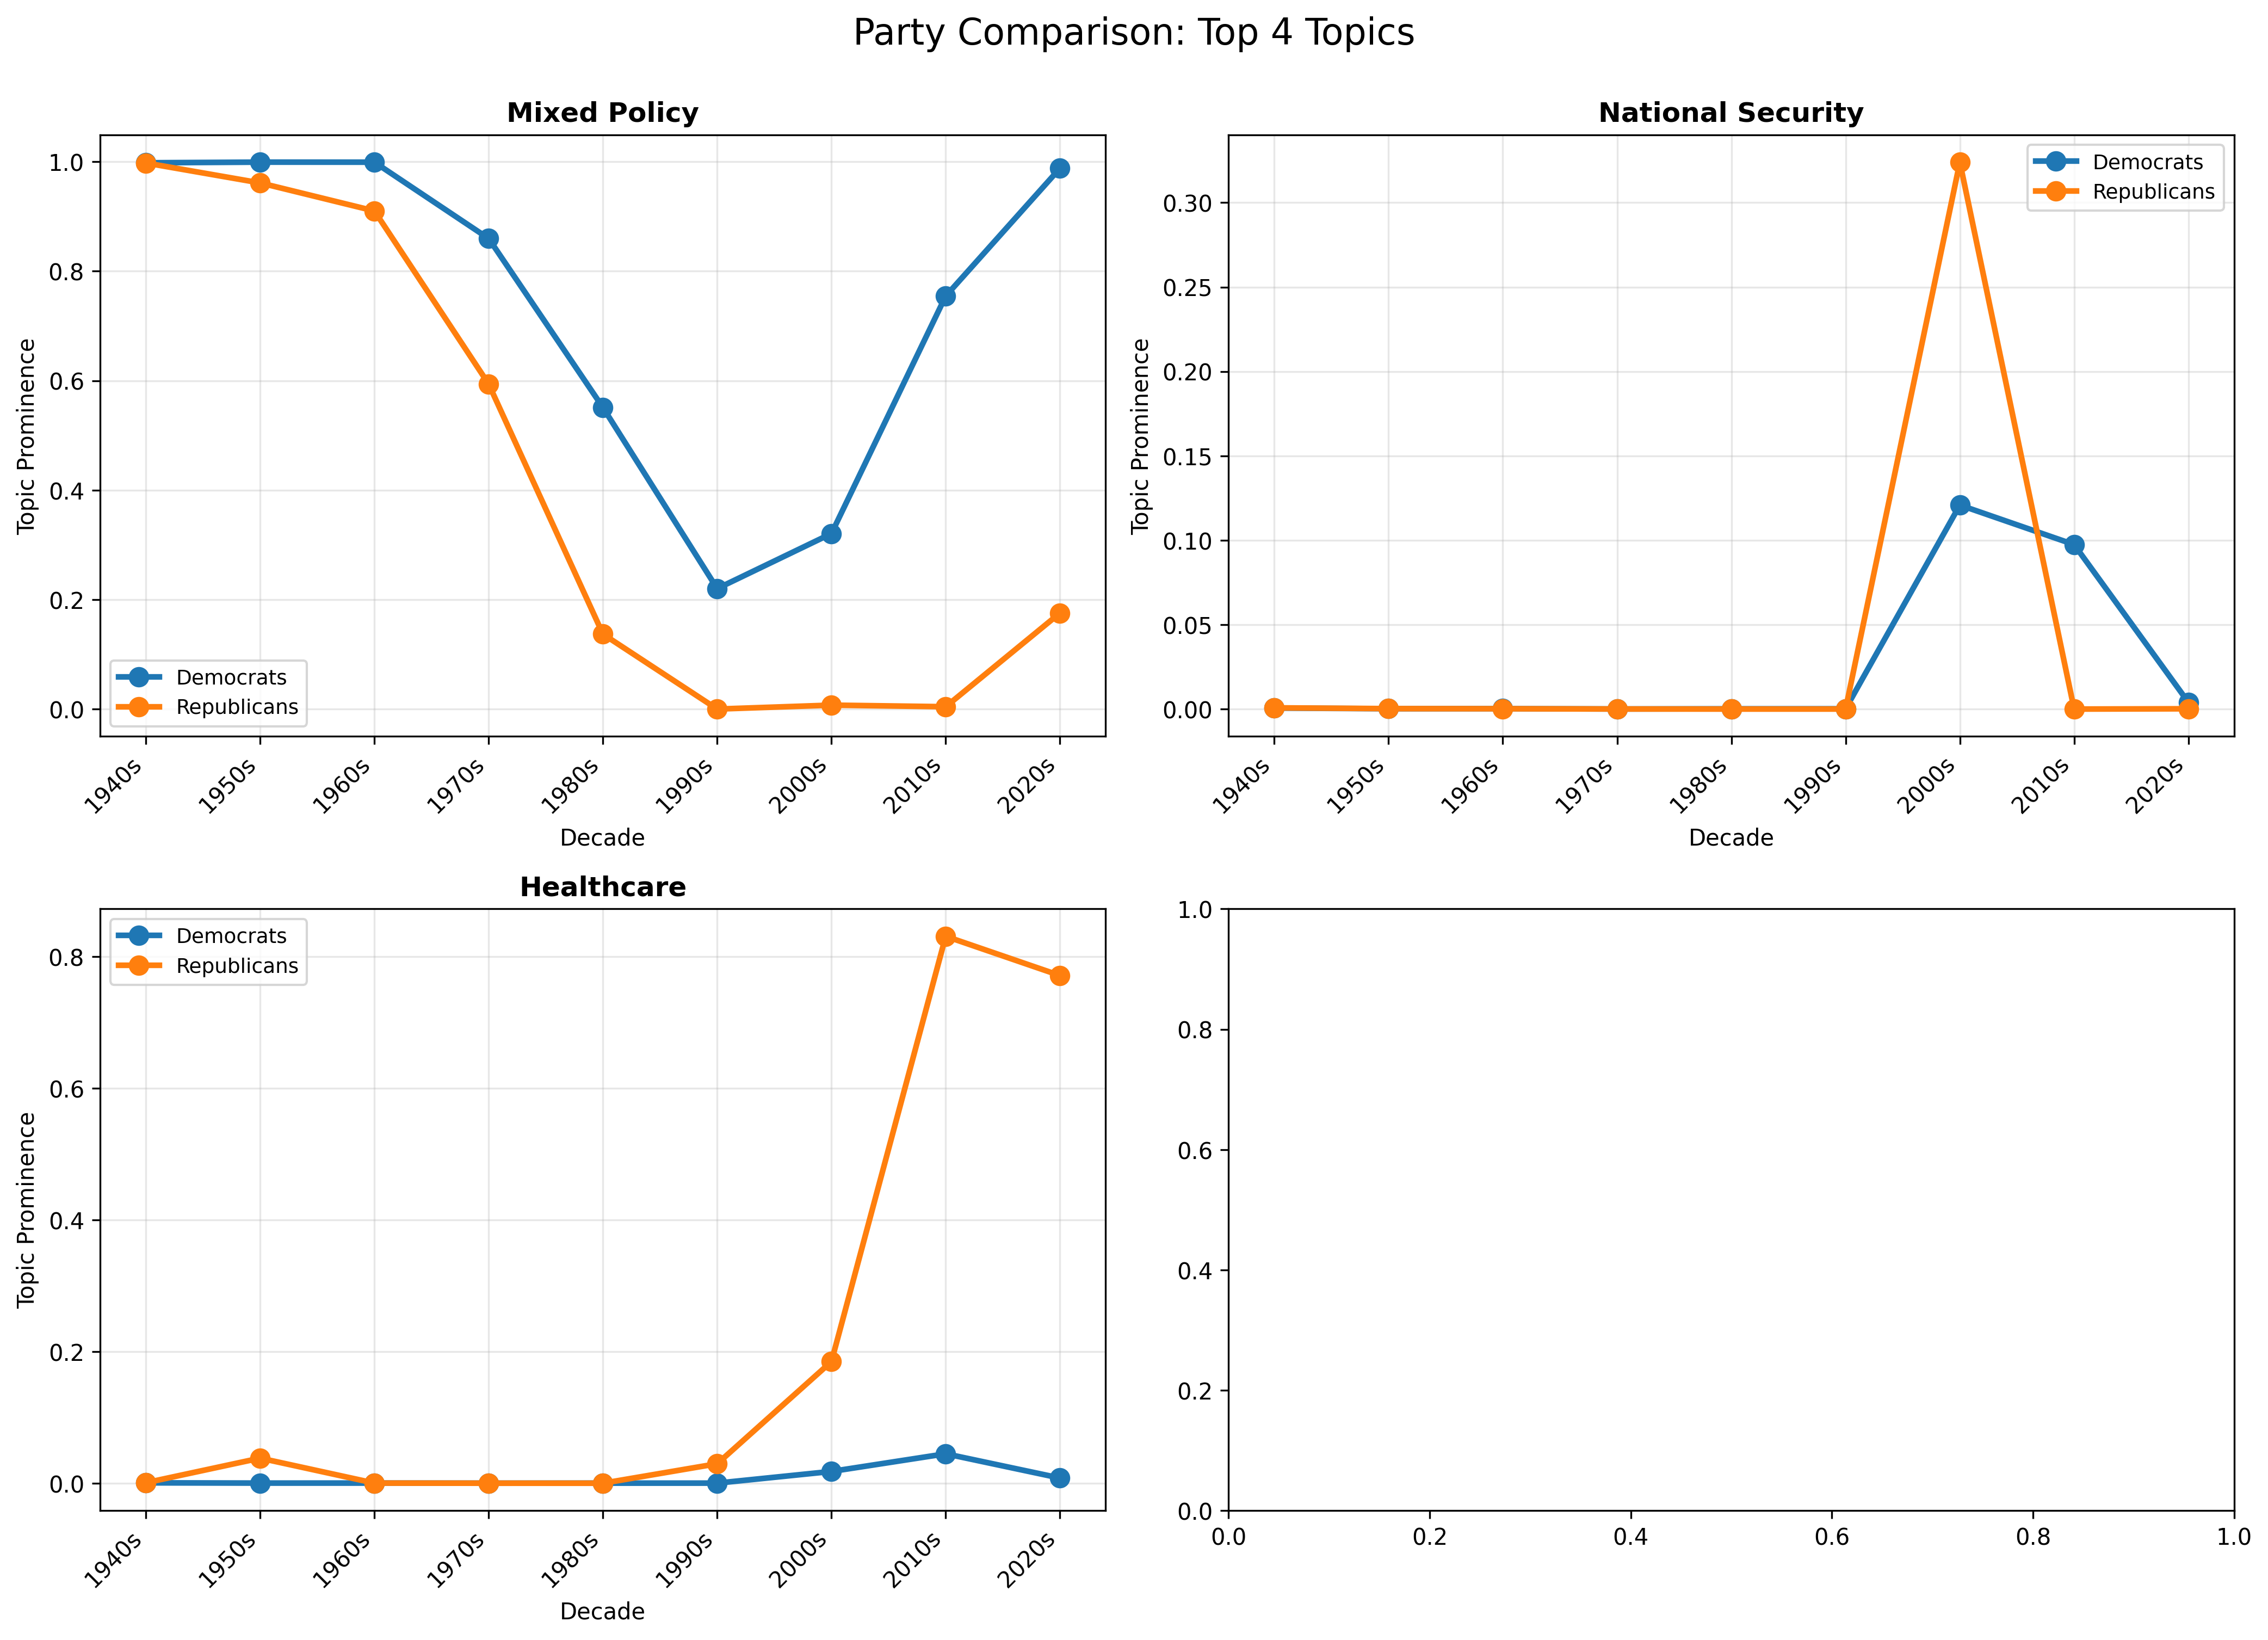 Party Comparison: Top 4 Topics
Mixed Policy
Topic Prominence
1.0
0.8
0.6
0.4
0.2
0.0
Democrats
Republicans
1940s
1950s
1960s
1970s
1980s
1990s
2000s
2010s
2020s
Decade
National Security
Topic Prominence
0.30
0.25
0.20
0.15
0.10
0.05
0.00
Democrats
Republicans
1940s
1950s
1960s
1970s
1980s
1990s
2000s
2010s
2020s
Decade
Healthcare
Topic Prominence
0.8
0.6
0.4
0.2
0.0
Democrats
Republicans
1940s
1950s
1960s
1970s
1980s
1990s
2000s
2010s
2020s
Decade
1.0
0.8
0.6
0.4
0.2
0.0
0.0
0.2
0.4
0.6
0.8
1.0